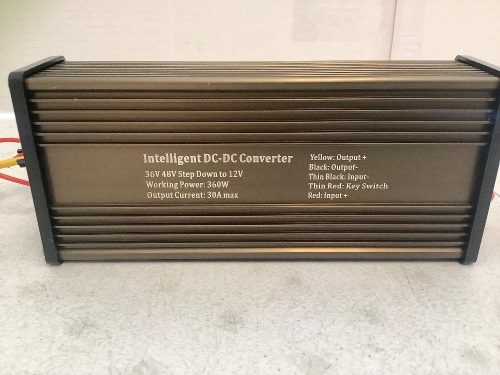 Intelligent DC-DC Converter
36V 48V Step Down to 12V
Working Power: 360W
Output Current: 30A max
Yellow: Output +
Black: Output-
Thin Black: Input-
Thin Red: Key Switch
Red: Input +